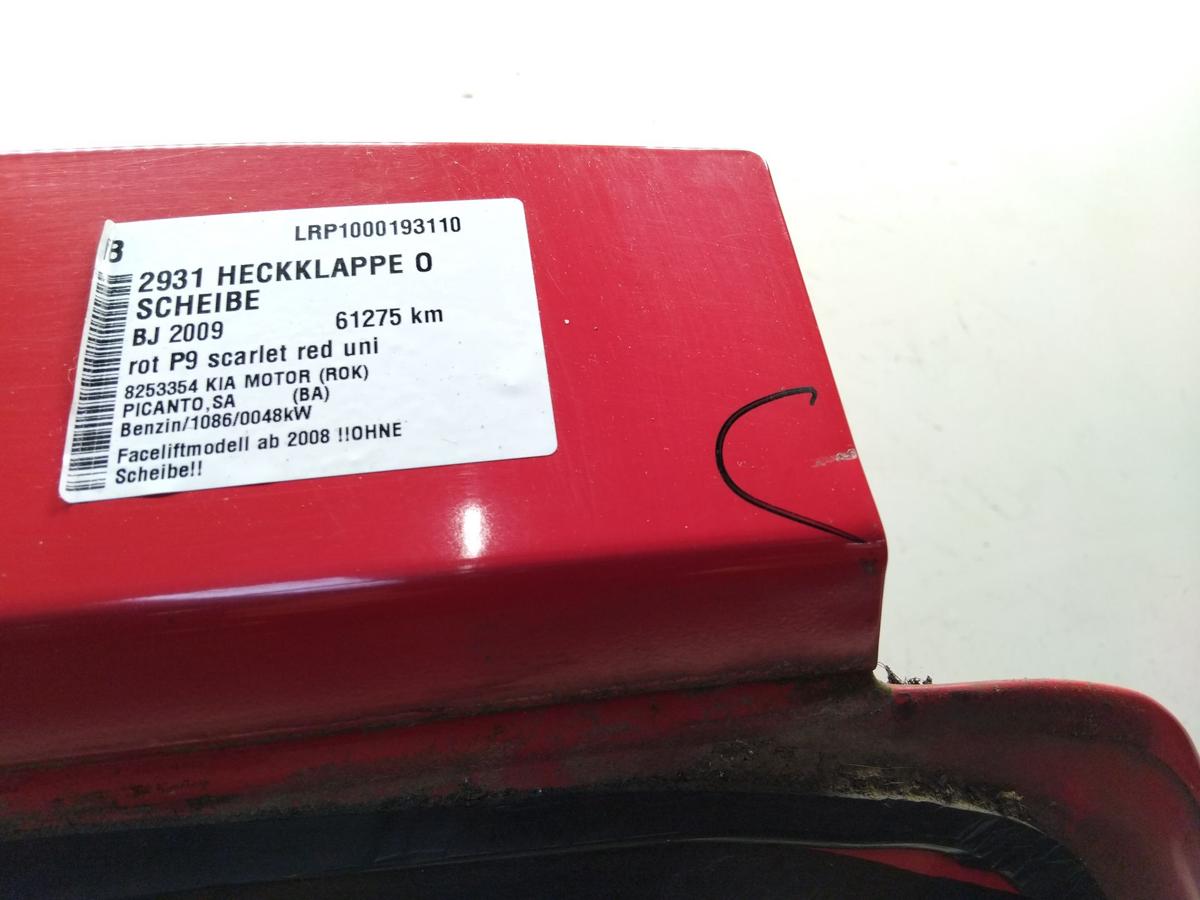 LRP1000193110
B
2931 HECKKLAPPE O
SCHEIBE
BJ 2009 61275 km
rot P9 scarlet red uni
8253354 KIA MOTOR (ROK)
PICANTO,SA (BA)
Benzin/1086/0048kW
Faceliftmodell ab 2008 !!OHNE
Scheibe!!